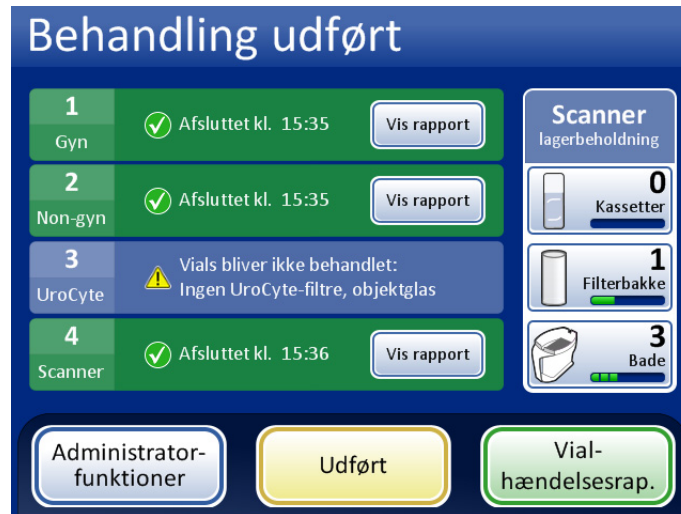 Behandling udført
1
Gyn
Afsluttet kl. 15:35
Vis rapport
2
Non-gyn
Afsluttet kl. 15:35
Vis rapport
3
UroCyte
Vials bliver ikke behandlet:
Ingen UroCyte-filtre, objektglas
4
Scanner
Afsluttet kl. 15:36
Vis rapport
Scanner
lagerbeholdning
0
Kassetter
1
Filterbakke
3
Bade
Administrator-
funktioner
Udført
Vial-
hændelsesrap.